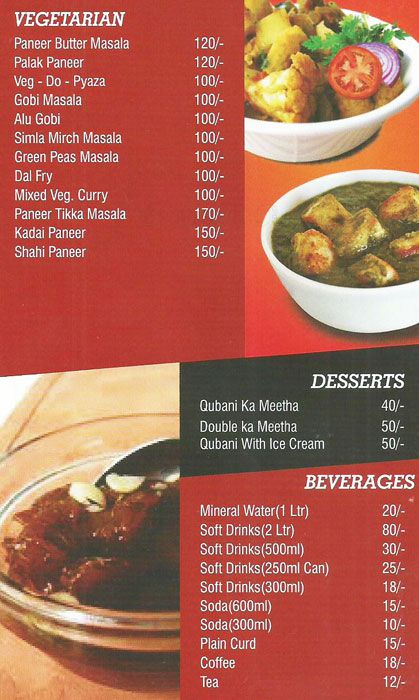 VEGETARIAN
Paneer Butter Masala 120/-
Palak Paneer 120/-
Veg - Do - Pyaza 100/-
Gobi Masala 100/-
Alu Gobi 100/-
Simla Mirch Masala 100/-
Green Peas Masala 100/-
Dal Fry 100/-
Mixed Veg. Curry 100/-
Paneer Tikka Masala 170/-
Kadai Paneer 150/-
Shahi Paneer 150/-
DESSERTS
Qubani Ka Meetha 40/-
Double ka Meetha 50/-
Qubani With Ice Cream 50/-
BEVERAGES
Mineral Water(1 Ltr) 20/-
Soft Drinks(2 Ltr) 80/-
Soft Drinks(500ml) 30/-
Soft Drinks(250ml Can) 25/-
Soft Drinks(300ml) 18/-
Soda(600ml) 15/-
Soda(300ml) 10/-
Plain Curd 15/-
Coffee 18/-
Tea 12/-